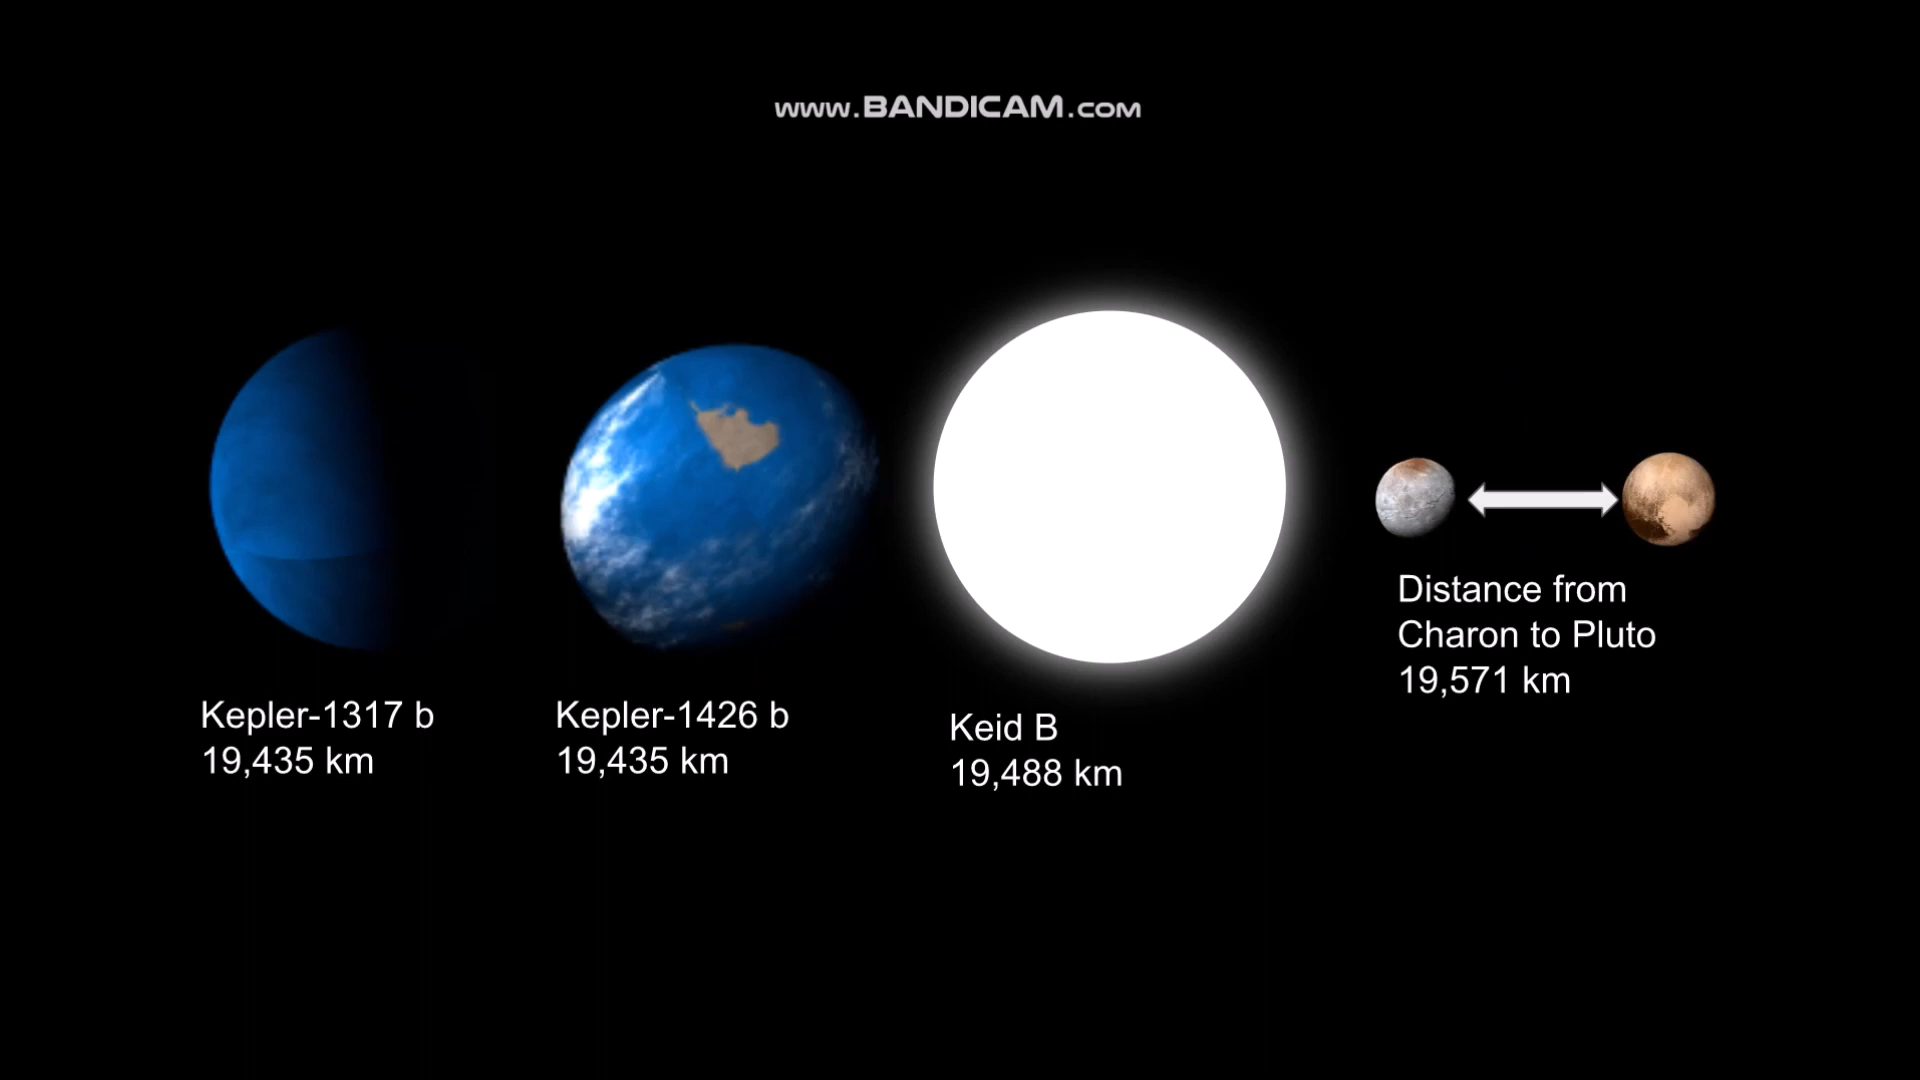 www.BANDICAM.com
Kepler-1317 b
19,435 km
Kepler-1426 b
19,435 km
Keid B
19,488 km
Distance from
Charon to Pluto
19,571 km